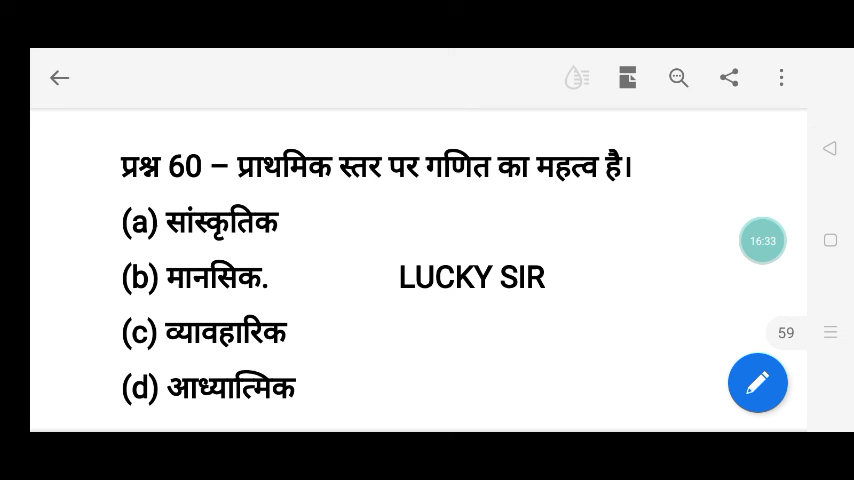 प्रश्न 60 – प्राथमिक स्तर पर गणित का महत्व है।
(a) सांस्कृतिक
(b) मानसिक. LUCKY SIR
(c) व्यावहारिक
(d) आध्यात्मिक
16:33
59